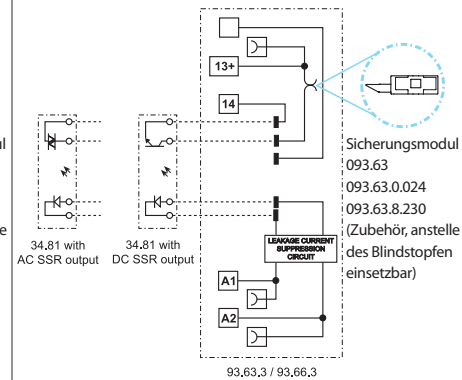 13+
14
ul
e
34.81 with
AC SSR output
34.81 with
DC SSR output
LEAKAGE CURRENT
SUPPRESSION
CIRCUIT
A1
A2
93.63.3 / 93.66.3
Sicherungsmodul
093.63
093.63.0.024
093.63.8.230
(Zubehör, anstelle
des Blindstopfen
einsetzbar)